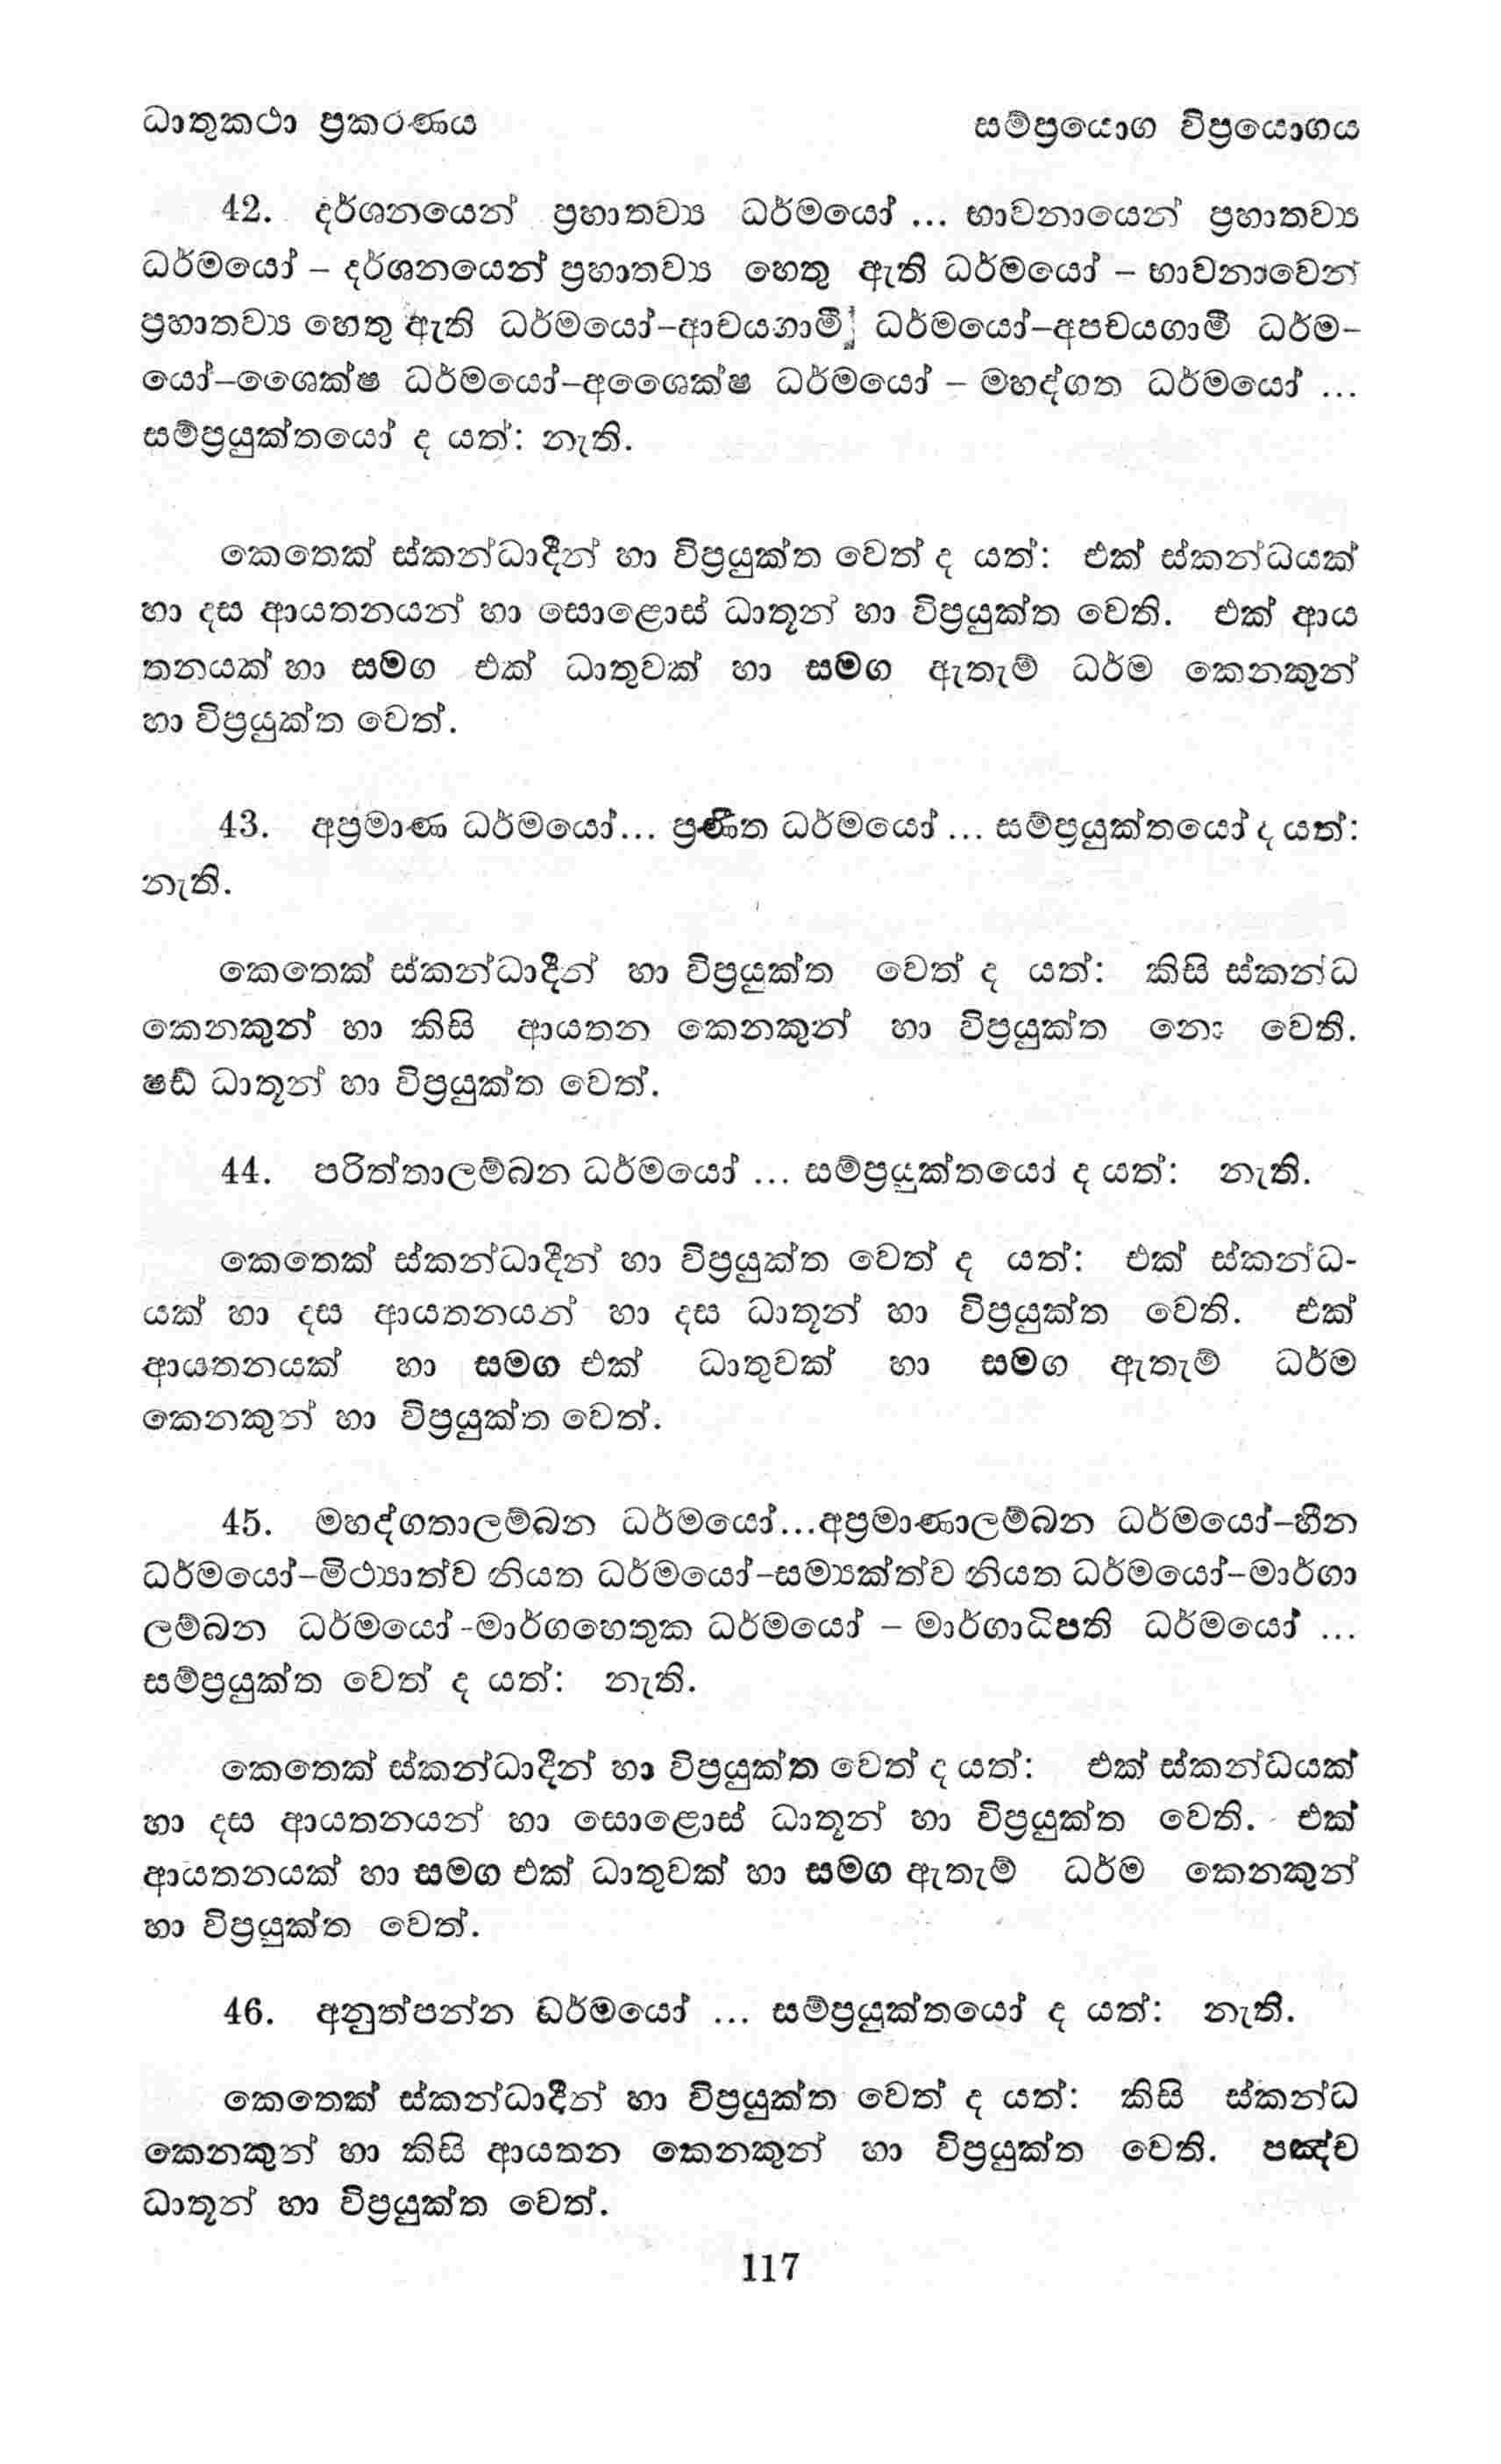 ධාතුකථා ප්‍රකරණය
සම්ප්‍රයොග විප්‍රයොගය
42. දර්ශනයෙන් ප්‍රහාතව්‍ය ධර්මයෝ ... භාවනායෙන් ප්‍රහාතව්‍ය
ධර්මයෝ – දර්ශනයෙන් ප්‍රහාතව්‍ය හෙතු ඇති ධර්මයෝ – භාවනාවෙන්
ප්‍රහාතව්‍ය හෙතු ඇති ධර්මයෝ–ආචයගාමී ධර්මයෝ–අපචයගාමී ධර්ම–
යෝ–ශෛක්ෂ ධර්මයෝ–අශෛක්ෂ ධර්මයෝ – මහද්ගත ධර්මයෝ ...
සම්ප්‍රයුක්තයෝ ද යත්: නැති.
කෙතෙක් ස්කන්ධාදීන් හා විප්‍රයුක්ත වෙත් ද යත්: එක් ස්කන්ධයක්
හා දස ආයතනයන් හා සොළොස් ධාතූන් හා විප්‍රයුක්ත වෙති. එක් ආය
තනයක් හා සමග එක් ධාතුවක් හා සමග ඇතැම් ධර්ම කෙනකුන්
හා විප්‍රයුක්ත වෙත්.
43. අප්‍රමාණ ධර්මයෝ... ප්‍රණීත ධර්මයෝ ... සම්ප්‍රයුක්තයෝ ද යත්:
නැති.
කෙතෙක් ස්කන්ධාදීන් හා විප්‍රයුක්ත වෙත් ද යත්: කිසි ස්කන්ධ
කෙනකුන් හා කිසි ආයතන කෙනකුන් හා විප්‍රයුක්ත නො වෙති.
ෂඩ් ධාතූන් හා විප්‍රයුක්ත වෙත්.
44. පරිත්තාලම්බන ධර්මයෝ ... සම්ප්‍රයුක්තයෝ ද යත්: නැති.
කෙතෙක් ස්කන්ධාදීන් හා විප්‍රයුක්ත වෙත් ද යත්: එක් ස්කන්ධ-
යක් හා දස ආයතනයන් හා දස ධාතූන් හා විප්‍රයුක්ත වෙති. එක්
ආයතනයක් හා සමග එක් ධාතුවක් හා සමග ඇතැම් ධර්ම
කෙනකුන් හා විප්‍රයුක්ත වෙත්.
45. මහද්ගතාලම්බන ධර්මයෝ...අප්‍රමාණාලම්බන ධර්මයෝ–හීන
ධර්මයෝ–මිථ්‍යාත්ව නියත ධර්මයෝ–සම්‍යක්ත්ව නියත ධර්මයෝ–මාර්ගා
ලම්බන ධර්මයෝ-මාර්ගහෙතුක ධර්මයෝ – මාර්ගාධිපති ධර්මයෝ ...
සම්ප්‍රයුක්ත වෙත් ද යත්: නැති.
කෙතෙක් ස්කන්ධාදීන් හා විප්‍රයුක්ත වෙත් ද යත්: එක් ස්කන්ධයක්
හා දස ආයතනයන් හා සොළොස් ධාතූන් හා විප්‍රයුක්ත වෙති. එක්
ආයතනයක් හා සමග එක් ධාතුවක් හා සමග ඇතැම් ධර්ම කෙනකුන්
හා විප්‍රයුක්ත වෙත්.
46. අනුත්පන්න ධර්මයෝ ... සම්ප්‍රයුක්තයෝ ද යත්: නැති.
කෙතෙක් ස්කන්ධාදීන් හා විප්‍රයුක්ත වෙත් ද යත්: කිසි ස්කන්ධ
කෙනකුන් හා කිසි ආයතන කෙනකුන් හා විප්‍රයුක්ත වෙති. පඤ්ච
ධාතූන් හා විප්‍රයුක්ත වෙත්.
117